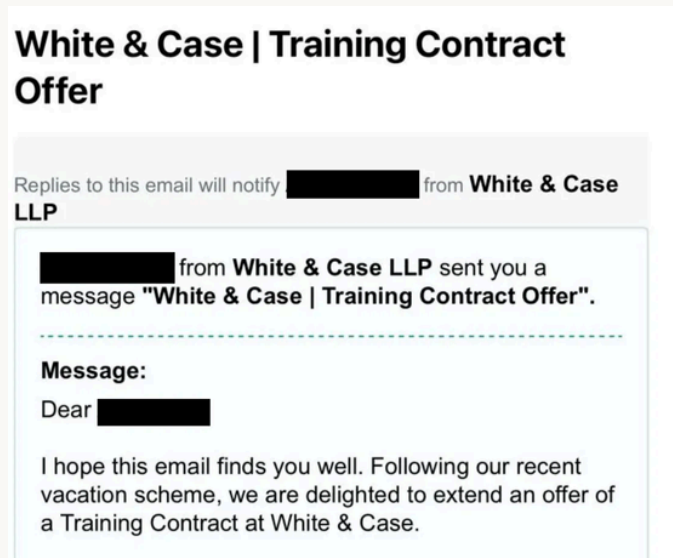 White & Case | Training Contract
Offer
Replies to this email will notify from White & Case
LLP
from White & Case LLP sent you a
message "White & Case | Training Contract Offer".
Message:
Dear
I hope this email finds you well. Following our recent
vacation scheme, we are delighted to extend an offer of
a Training Contract at White & Case.